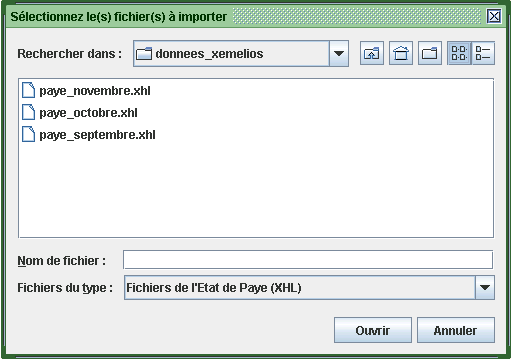 Sélectionnez le(s) fichier(s) à importer
Rechercher dans : donnees_xemelios
paye_novembre.xhl
paye_octobre.xhl
paye_septembre.xhl
Nom de fichier :
Fichiers du type : Fichiers de l'Etat de Paye (XHL)
Ouvrir Annuler